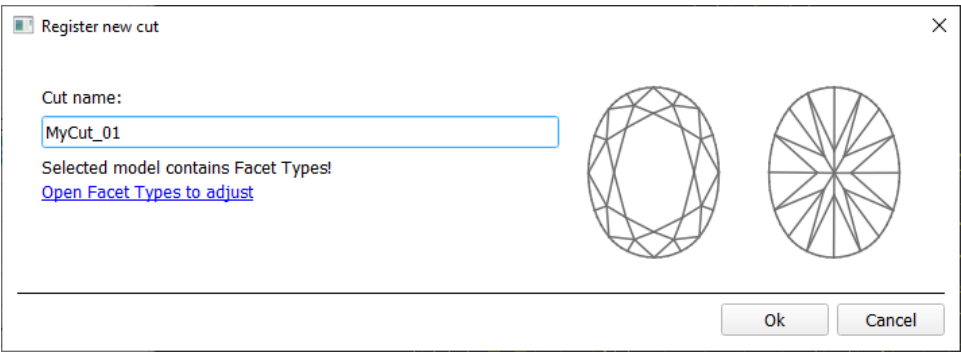 Register new cut
Cut name:
MyCut_01
Selected model contains Facet Types!
Open Facet Types to adjust
Ok
Cancel